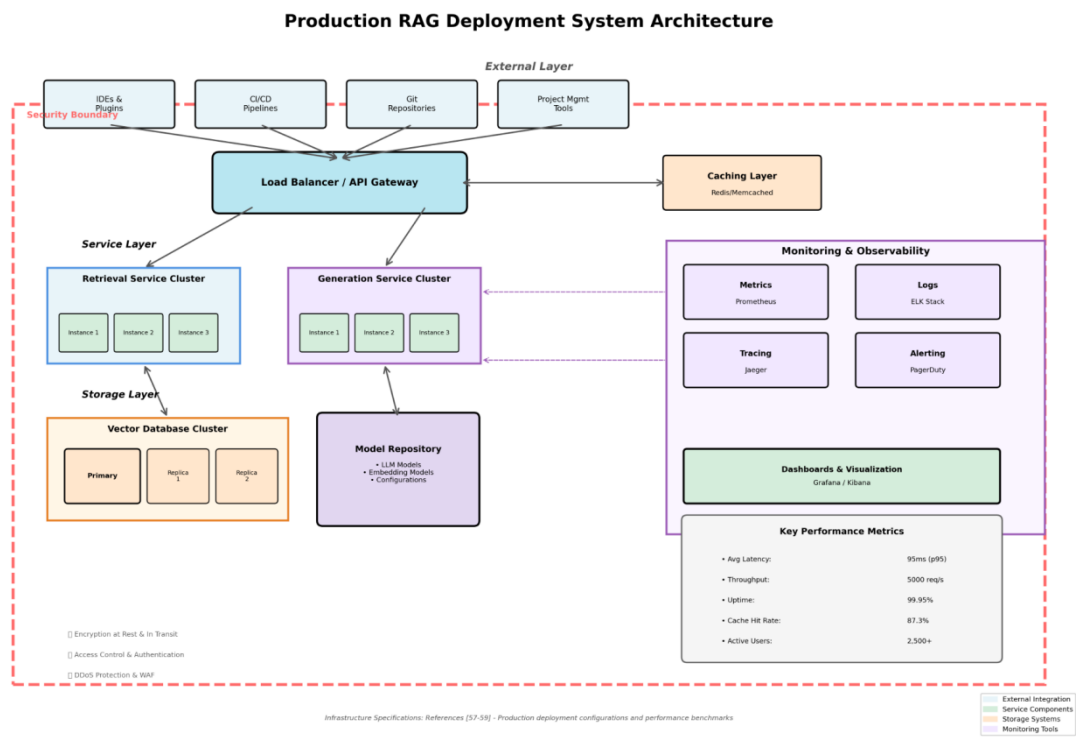 Production RAG Deployment System Architecture
External Layer
IDEs &
Plugins
CI/CD
Pipelines
Git
Repositories
Project Mgmt
Tools
Security Boundary
Load Balancer / API Gateway
Caching Layer
Redis/Memcached
Service Layer
Retrieval Service Cluster
Instance 1
Instance 2
Instance 3
Generation Service Cluster
Instance 1
Instance 2
Instance 3
Monitoring & Observability
Metrics
Prometheus
Logs
ELK Stack
Tracing
Jaeger
Alerting
PagerDuty
Storage Layer
Vector Database Cluster
Primary
Replica
1
Replica
2
Model Repository
• LLM Models
• Embedding Models
• Configurations
Dashboards & Visualization
Grafana / Kibana
Key Performance Metrics
• Avg Latency: 95ms (p95)
• Throughput: 5000 req/s
• Uptime: 99.95%
• Cache Hit Rate: 87.3%
• Active Users: 2,500+
Encryption at Rest & In Transit
Access Control & Authentication
DDoS Protection & WAF
Infrastructure Specifications: References [57-59] - Production deployment configurations and performance benchmarks
External Integration
Service Components
Storage Systems
Monitoring Tools